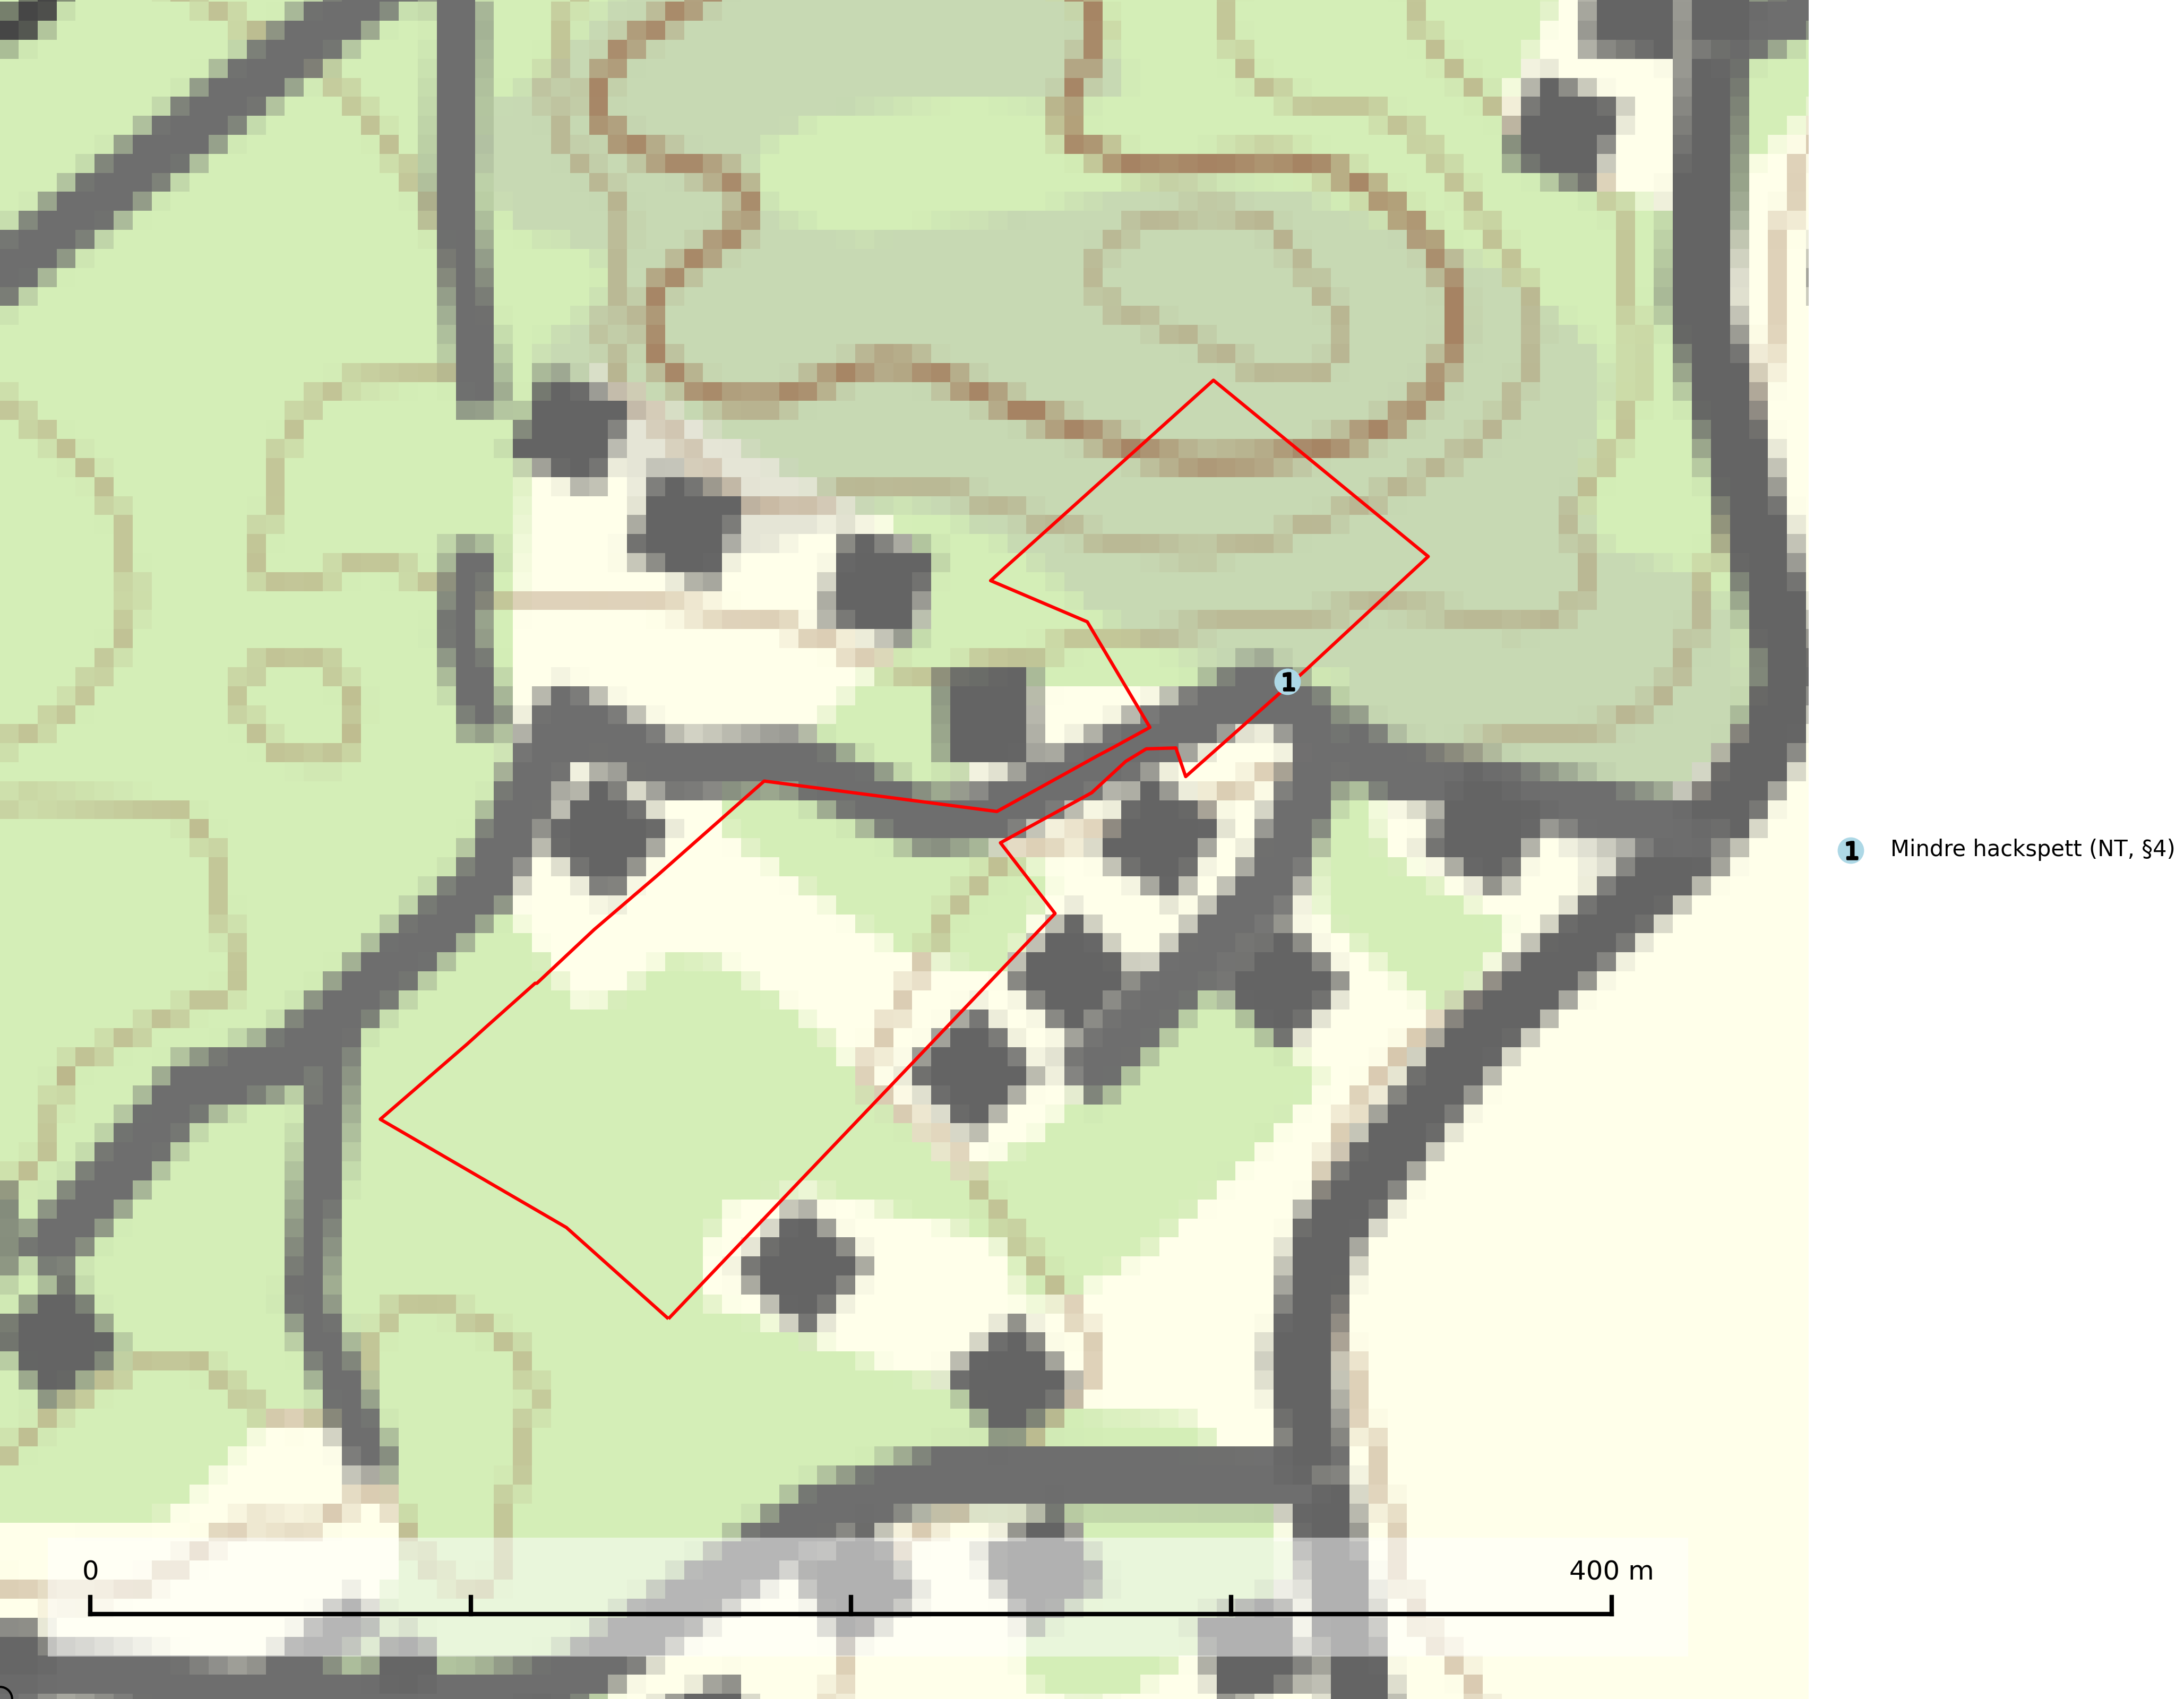 1
1 Mindre hackspett (NT, §4)
0 400 m